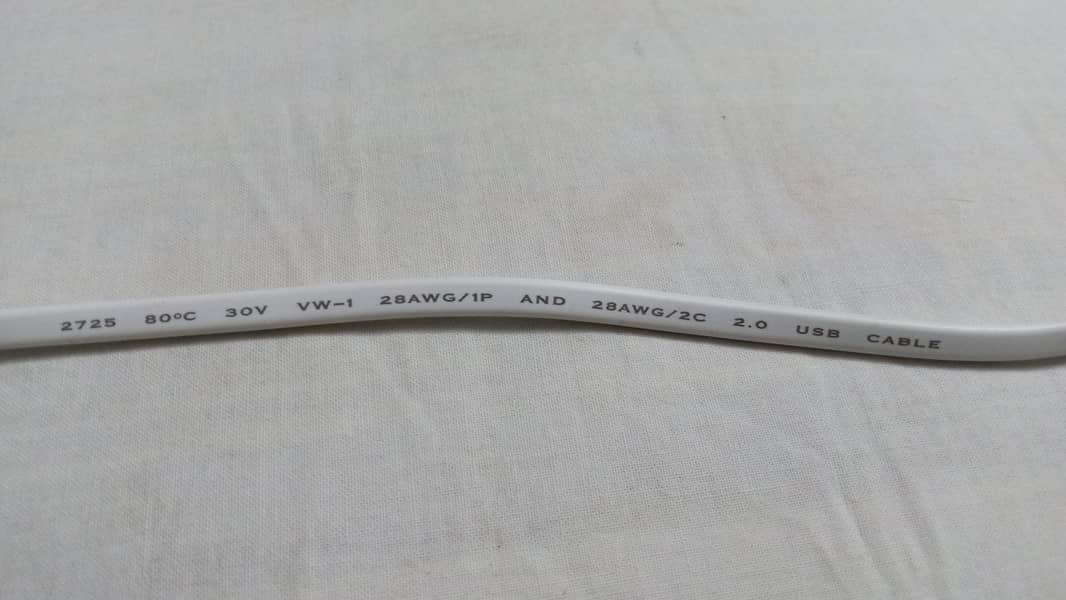 2725 80ºC 30V VW-1 28AWG/1P AND 28AWG/2C 2.0 USB CABLE